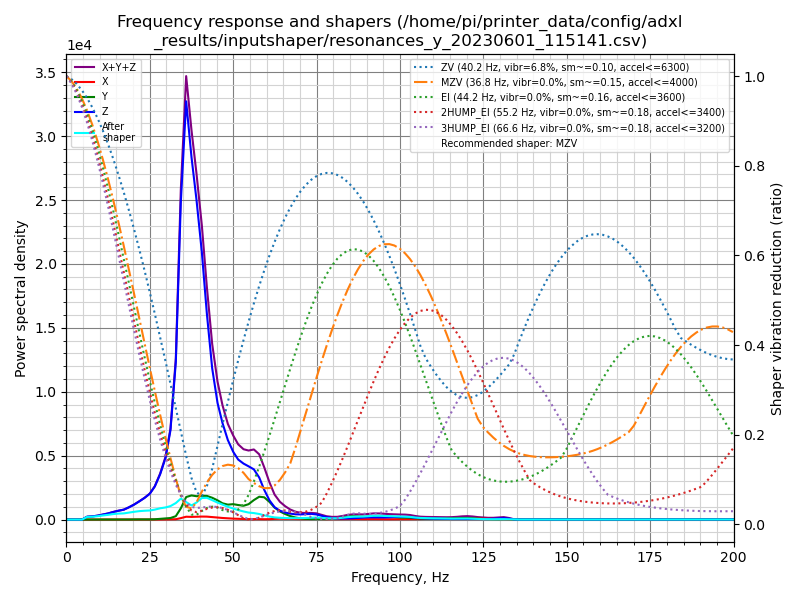 Frequency response and shapers (/home/pi/printer_data/config/adxl
_results/inputshaper/resonances_y_20230601_115141.csv)
1e4
X+Y+Z
X
Y
Z
After
shaper
ZV (40.2 Hz, vibr=6.8%, sm~=0.10, accel<=6300)
MZV (36.8 Hz, vibr=0.0%, sm~=0.15, accel<=4000)
EI (44.2 Hz, vibr=0.0%, sm~=0.16, accel<=3600)
2HUMP_EI (55.2 Hz, vibr=0.0%, sm~=0.18, accel<=3400)
3HUMP_EI (66.6 Hz, vibr=0.0%, sm~=0.18, accel<=3200)
Recommended shaper: MZV
Power spectral density
3.5
3.0
2.5
2.0
1.5
1.0
0.5
0.0
Shaper vibration reduction (ratio)
1.0
0.8
0.6
0.4
0.2
0.0
0 25 50 75 100 125 150 175 200
Frequency, Hz